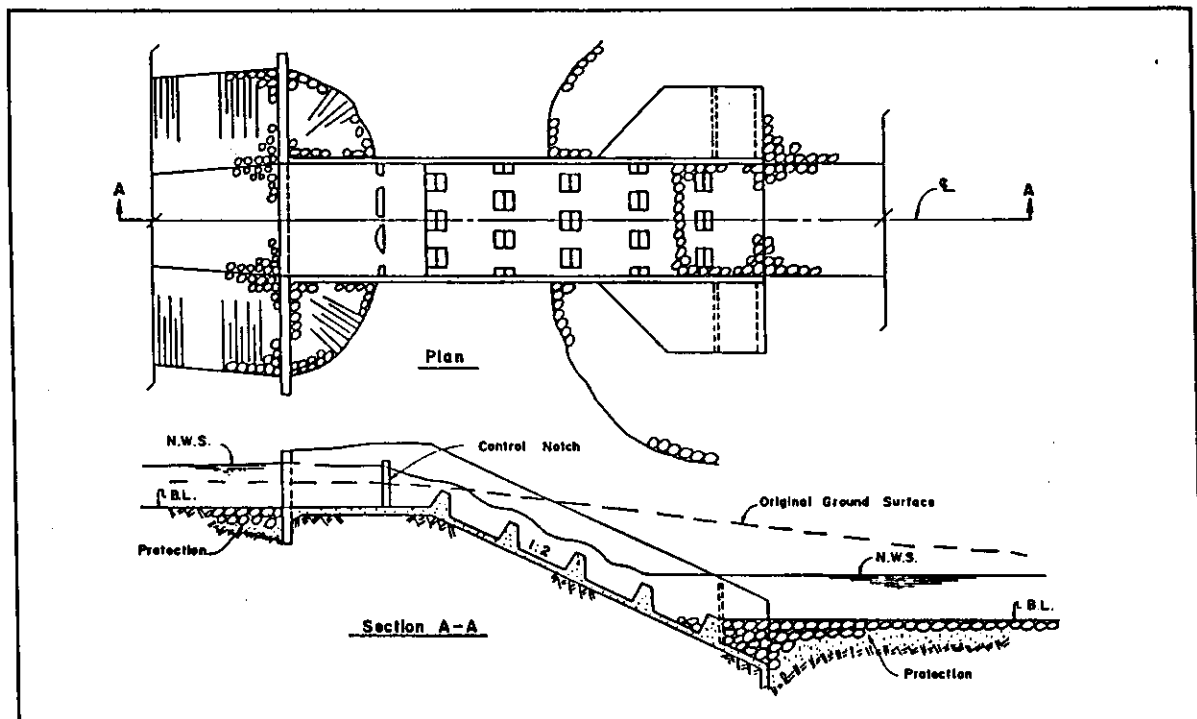 A
A
℄
Plan
N.W.S.
Control Notch
B.L.
Original Ground Surface
Protection
1:2
N.W.S.
B.L.
Section A-A
Protection